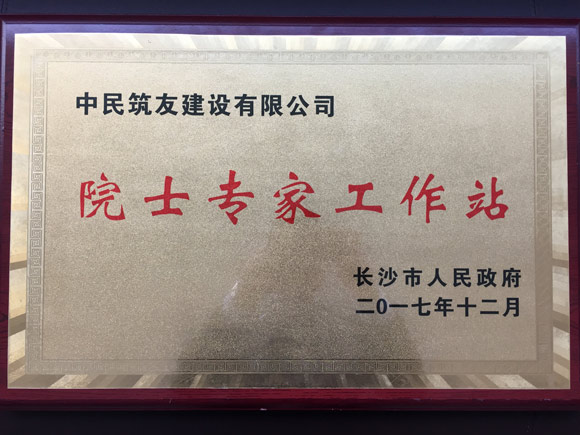 中民筑友建设有限公司
院士专家工作站
长沙市人民政府
二0一七年十二月